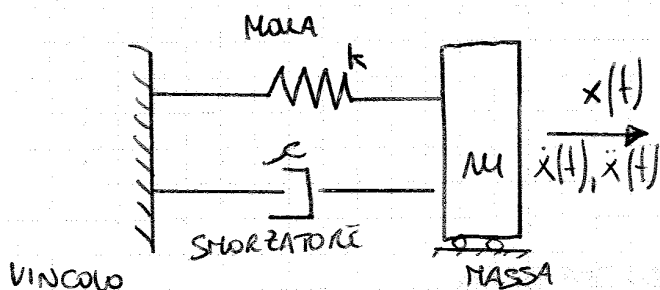 MOLLA
k
x(t)
c
m
ẋ(t), ẍ(t)
SMORZATORE
VINCOLO
MASSA